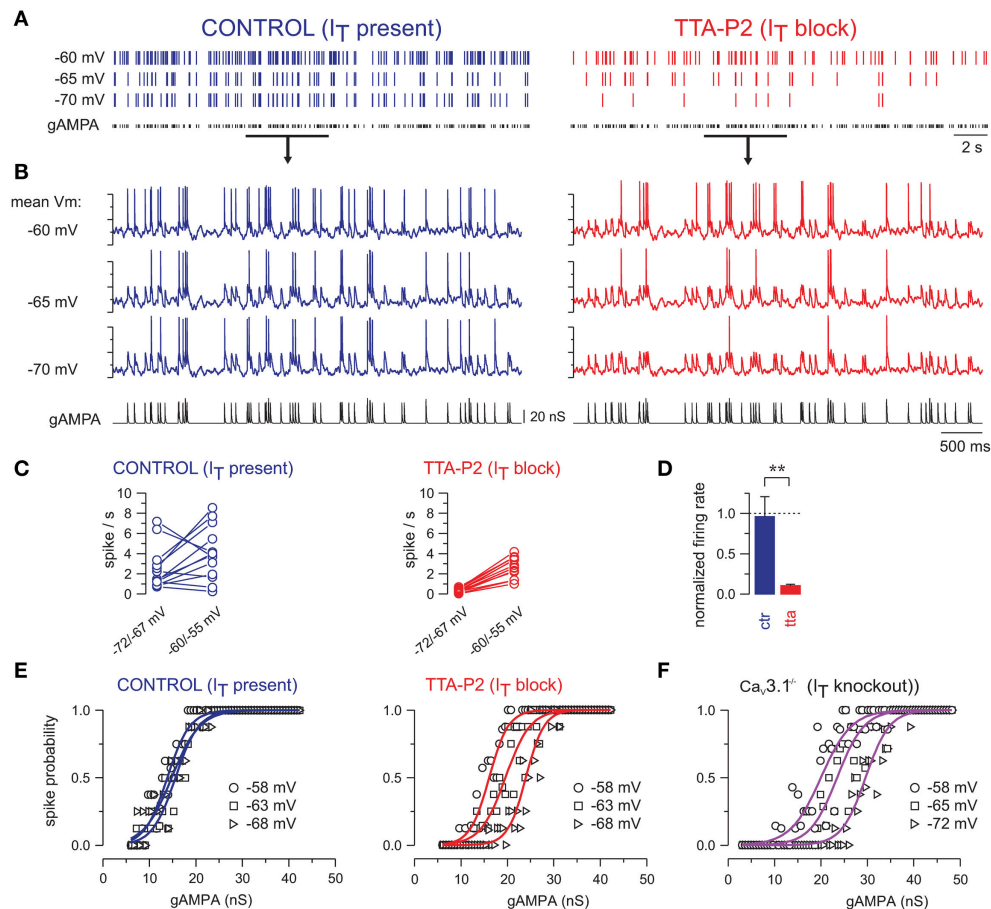 A
CONTROL (IT present)
TTA-P2 (IT block)
-60 mV
-65 mV
-70 mV
gAMPA
2 s
B
mean Vm:
-60 mV
-65 mV
-70 mV
gAMPA
20 nS
500 ms
C
CONTROL (IT present)
TTA-P2 (IT block)
D
spike / s
10
8
6
4
2
0
-72/-67 mV
-60/-55 mV
spike / s
10
8
6
4
2
0
-72/-67 mV
-60/-55 mV
**
normalized firing rate
1.0
0.5
0.0
ctr
tta
E
CONTROL (IT present)
TTA-P2 (IT block)
F
Cav3.1-/- (IT knockout))
spike probability
1.0
0.5
0.0
-58 mV
-63 mV
-68 mV
0 10 20 30 40 50
gAMPA (nS)
1.0
0.5
0.0
-58 mV
-63 mV
-68 mV
0 10 20 30 40 50
gAMPA (nS)
1.0
0.5
0.0
-58 mV
-65 mV
-72 mV
0 10 20 30 40 50
gAMPA (nS)